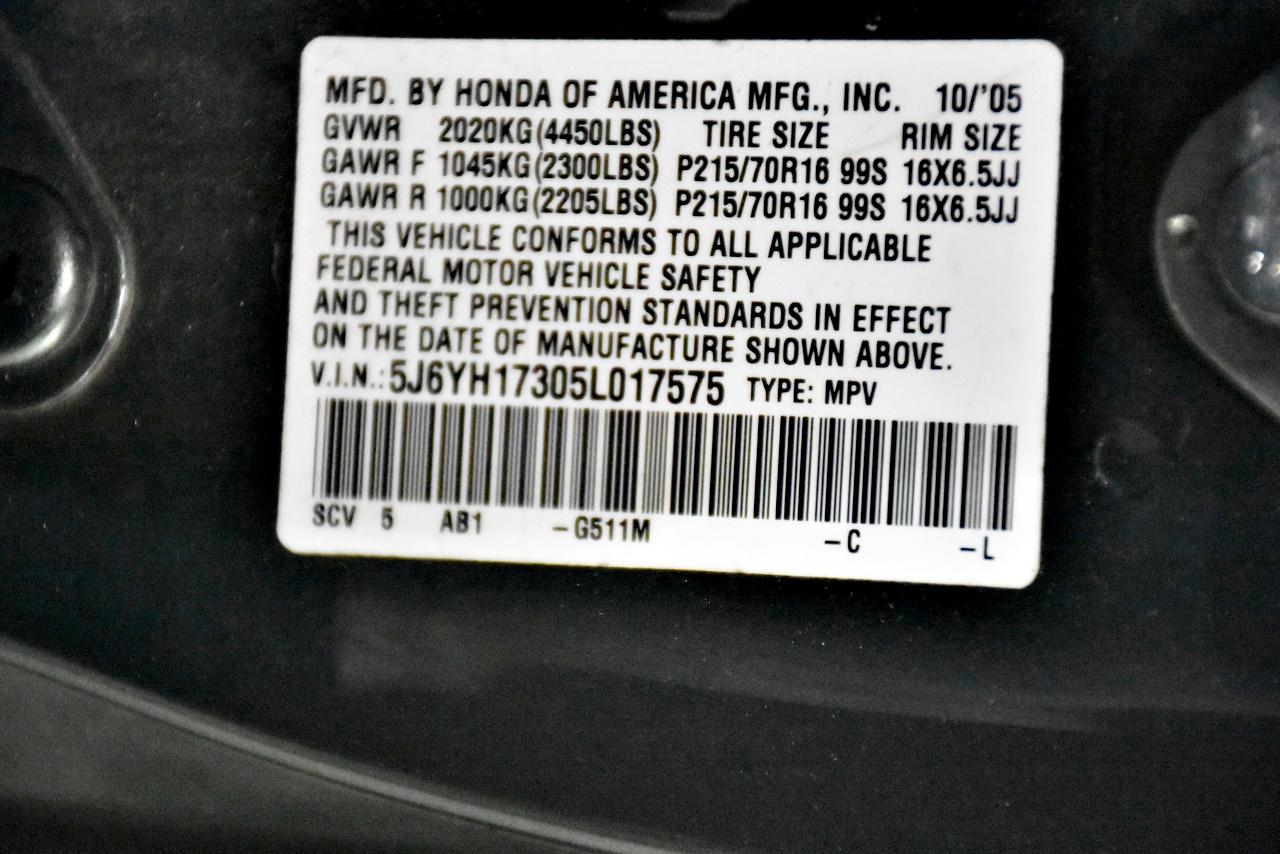 MFD. BY HONDA OF AMERICA MFG., INC. 10/'05
GVWR 2020KG(4450LBS) TIRE SIZE RIM SIZE
GAWR F 1045KG(2300LBS) P215/70R16 99S 16X6.5JJ
GAWR R 1000KG(2205LBS) P215/70R16 99S 16X6.5JJ
THIS VEHICLE CONFORMS TO ALL APPLICABLE
FEDERAL MOTOR VEHICLE SAFETY
AND THEFT PREVENTION STANDARDS IN EFFECT
ON THE DATE OF MANUFACTURE SHOWN ABOVE.
V.I.N.: 5J6YH17305L017575 TYPE: MPV
SCV 5 AB1 -G511M -C -L